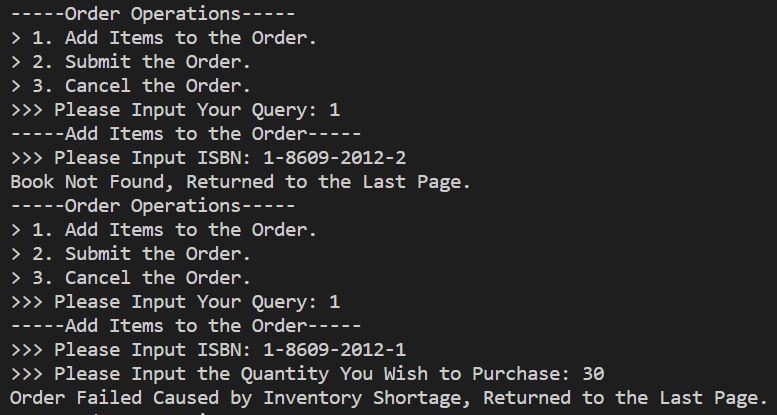 -----Order Operations-----
> 1. Add Items to the Order.
> 2. Submit the Order.
> 3. Cancel the Order.
>>> Please Input Your Query: 1
-----Add Items to the Order-----
>>> Please Input ISBN: 1-8609-2012-2
Book Not Found, Returned to the Last Page.
-----Order Operations-----
> 1. Add Items to the Order.
> 2. Submit the Order.
> 3. Cancel the Order.
>>> Please Input Your Query: 1
-----Add Items to the Order-----
>>> Please Input ISBN: 1-8609-2012-1
>>> Please Input the Quantity You Wish to Purchase: 30
Order Failed Caused by Inventory Shortage, Returned to the Last Page.